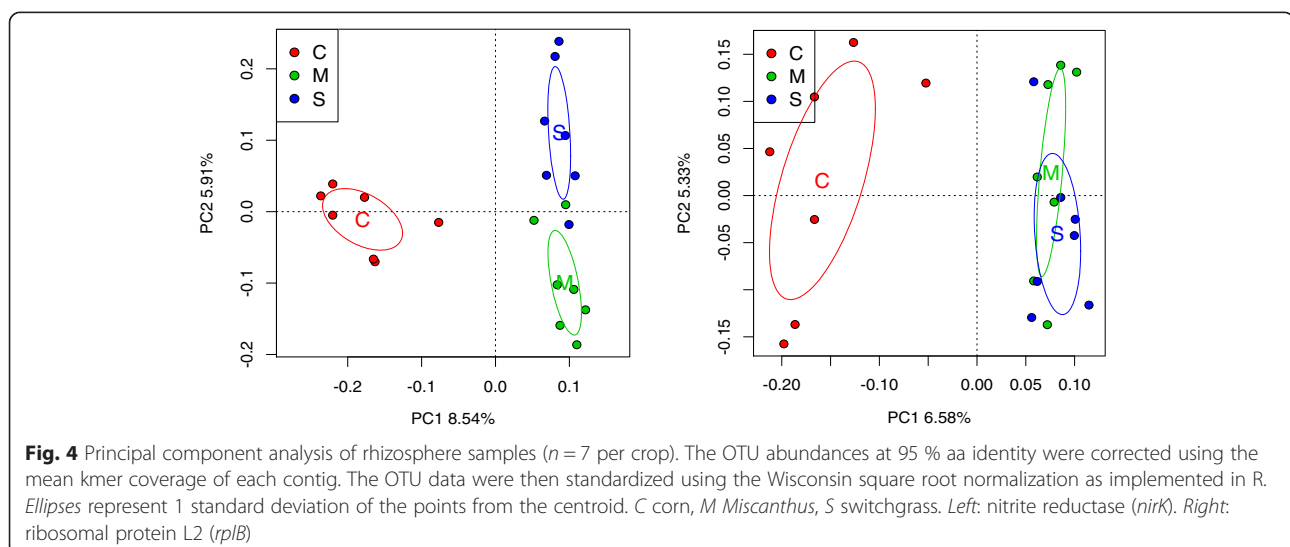 C
M
S
0.2
0.1
0.0
-0.1
-0.2
PC2 5.91%
C
S
M
-0.2
-0.1
0.0
0.1
PC1 8.54%
C
M
S
0.15
0.10
0.05
0.00
-0.05
-0.15
PC2 5.33%
C
M
S
-0.20
-0.10
0.00
0.05
0.10
PC1 6.58%
Fig. 4 Principal component analysis of rhizosphere samples (n = 7 per crop). The OTU abundances at 95 % aa identity were corrected using the
mean kmer coverage of each contig. The OTU data were then standardized using the Wisconsin square root normalization as implemented in R.
Ellipses represent 1 standard deviation of the points from the centroid. C corn, M Miscanthus, S switchgrass. Left: nitrite reductase (nirK). Right:
ribosomal protein L2 (rplB)